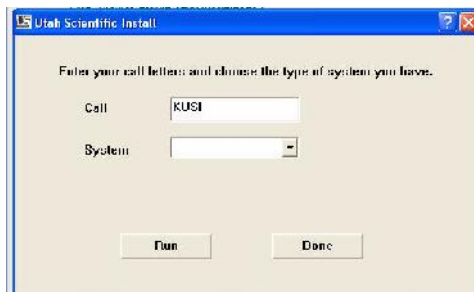 Utah Scientific Install
Enter your call letters and choose the type of system you have.
Call
KUSI
System
Run
Done